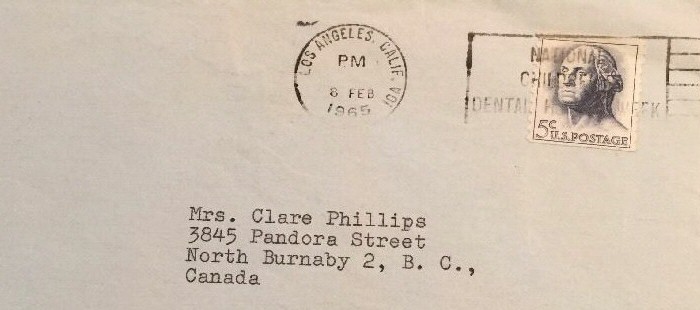 LOS ANGELES, CALIF.
PM
8 FEB
1965
NATIONAL
CHILD
DENTAL H WEEK
5¢
U.S. POSTAGE
Mrs. Clare Phillips
3845 Pandora Street
North Burnaby 2, B. C.,
Canada